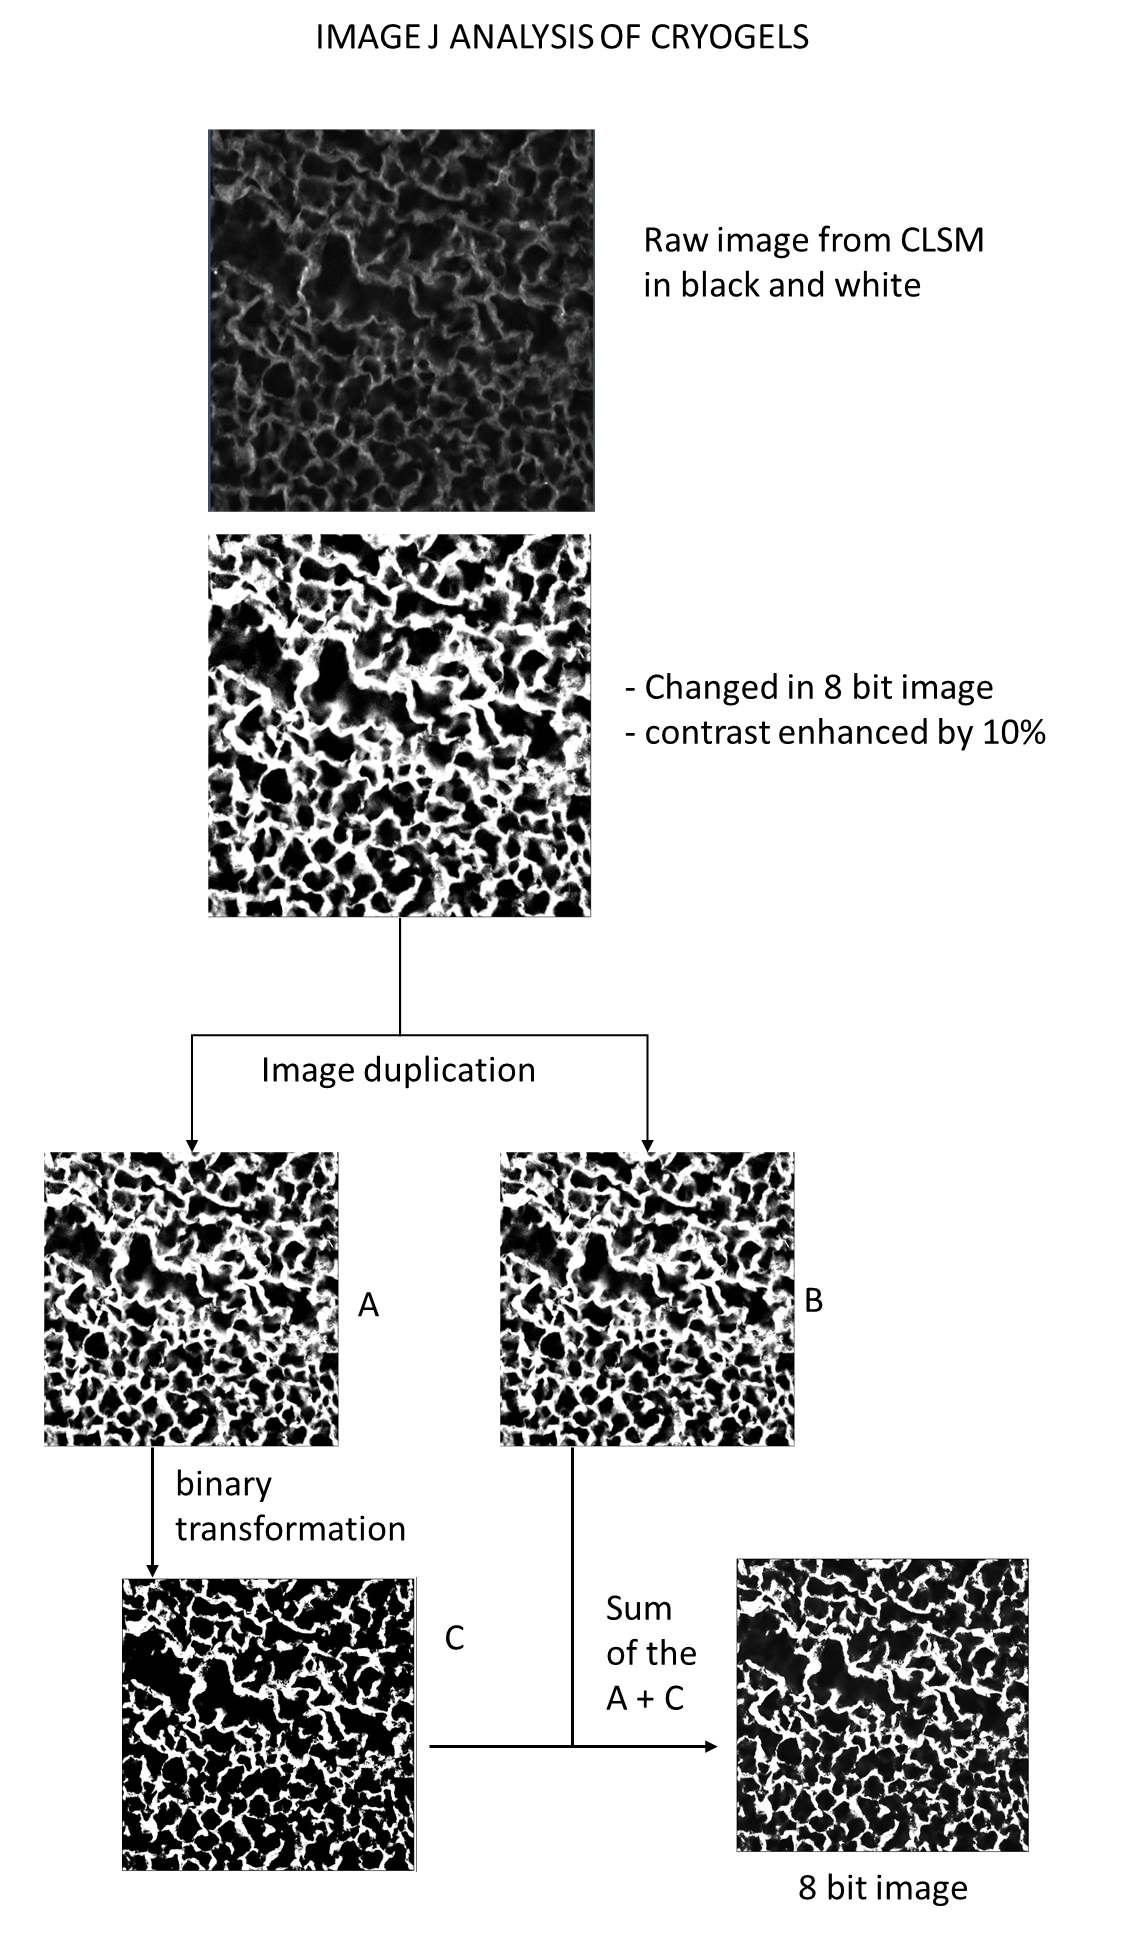 IMAGE J ANALYSIS OF CRYOGELS
Raw image from CLSM
in black and white
- Changed in 8 bit image
- contrast enhanced by 10%
Image duplication
A
B
binary
transformation
C
Sum
of the
A + C
8 bit image